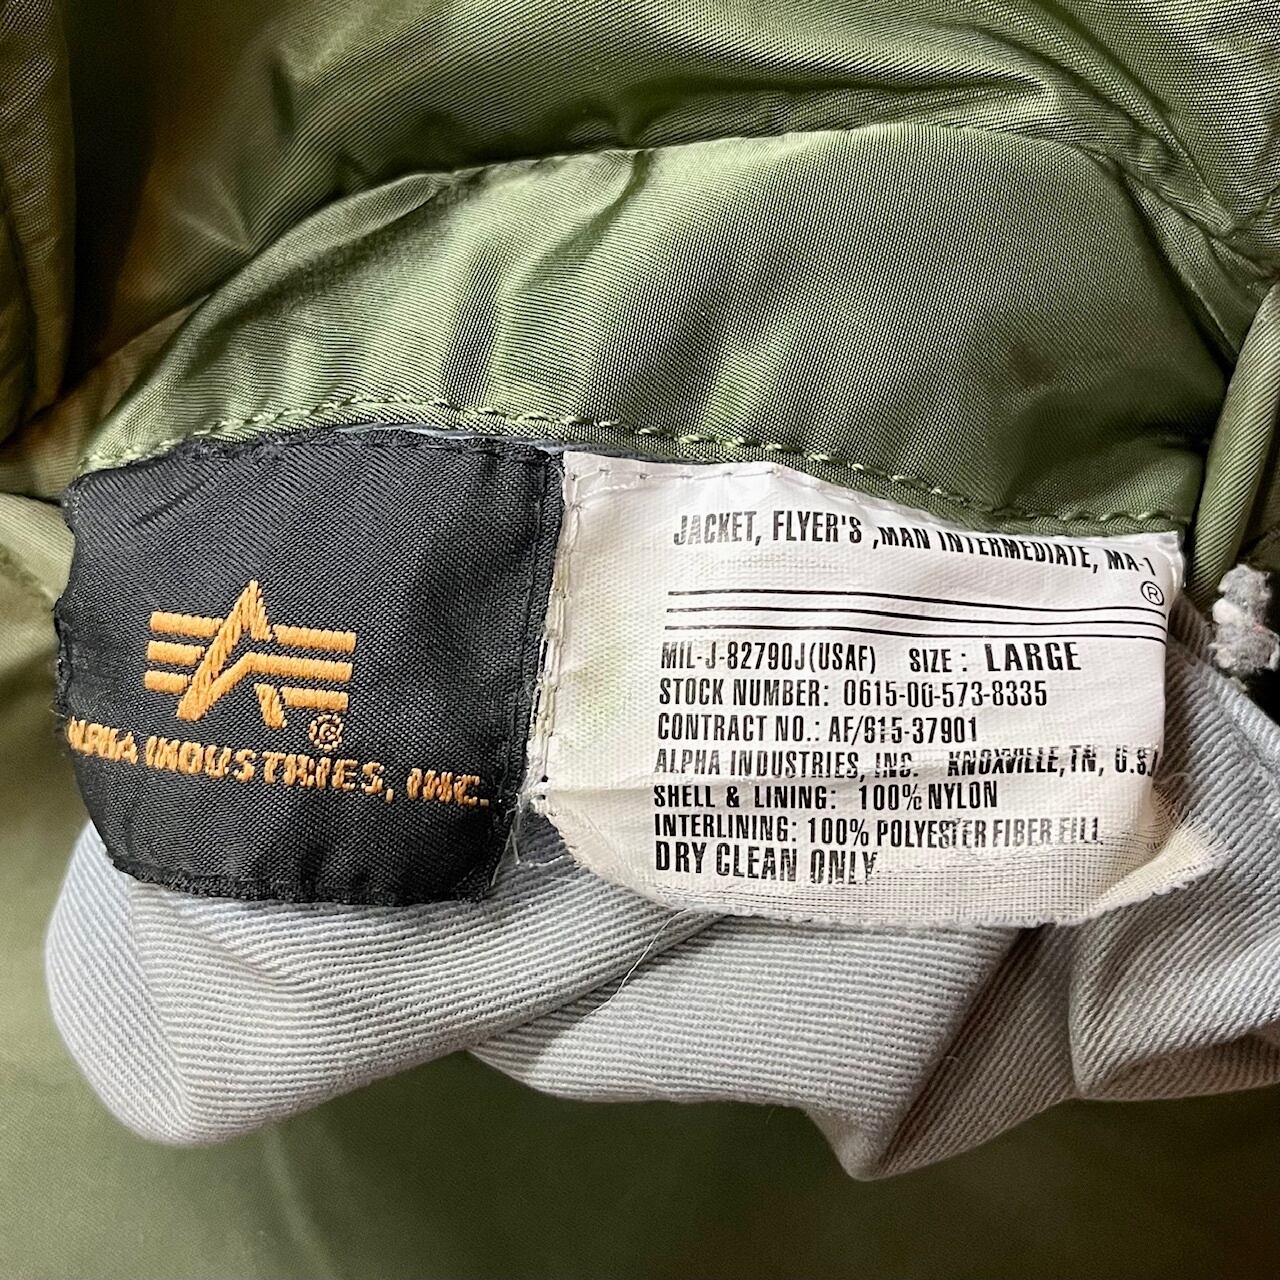 ALPHA INDUSTRIES, INC.
®
JACKET, FLYER'S ,MAN INTERMEDIATE, MA-1
®
MIL-J-82790J(USAF) SIZE: LARGE
STOCK NUMBER: 0615-00-573-8335
CONTRACT NO.: AF/615-37901
ALPHA INDUSTRIES, INC. KNOXVILLE, TN, U.S.A
SHELL & LINING: 100% NYLON
INTERLINING: 100% POLYESTER FIBER FILL
DRY CLEAN ONLY